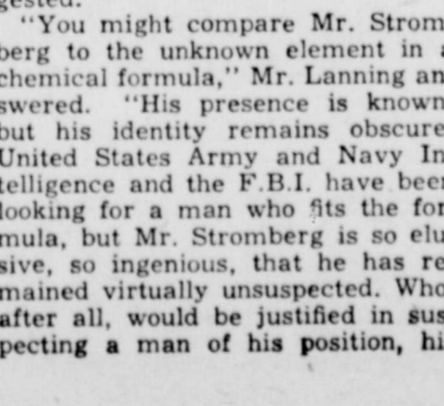 "You might compare Mr. Strom
berg to the unknown element in a
chemical formula," Mr. Lanning an
swered. "His presence is known
but his identity remains obscure
United States Army and Navy In
telligence and the F.B.I. have been
looking for a man who fits the for
mula, but Mr. Stromberg is so elu
sive, so ingenious, that he has re
mained virtually unsuspected. Who
after all, would be justified in sus
pecting a man of his position, hi